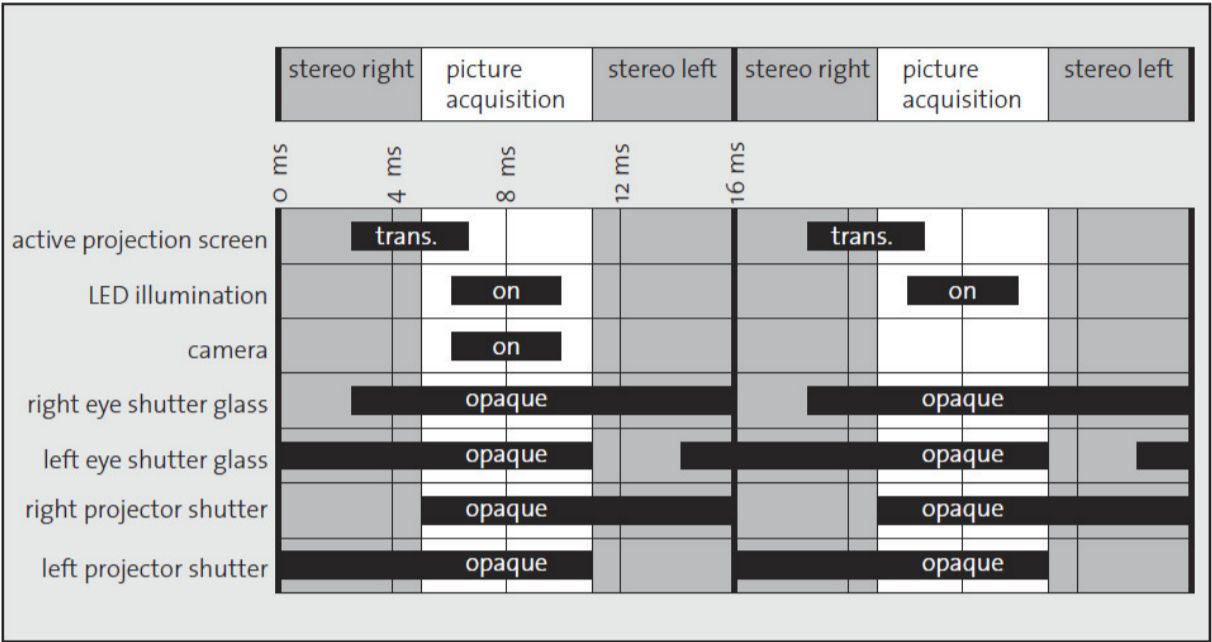 stereo right picture acquisition stereo left stereo right picture acquisition stereo left
0 ms 4 ms 8 ms 12 ms 16 ms
active projection screen trans. trans.
LED illumination on on
camera on
right eye shutter glass opaque opaque
left eye shutter glass opaque opaque
right projector shutter opaque opaque
left projector shutter opaque opaque